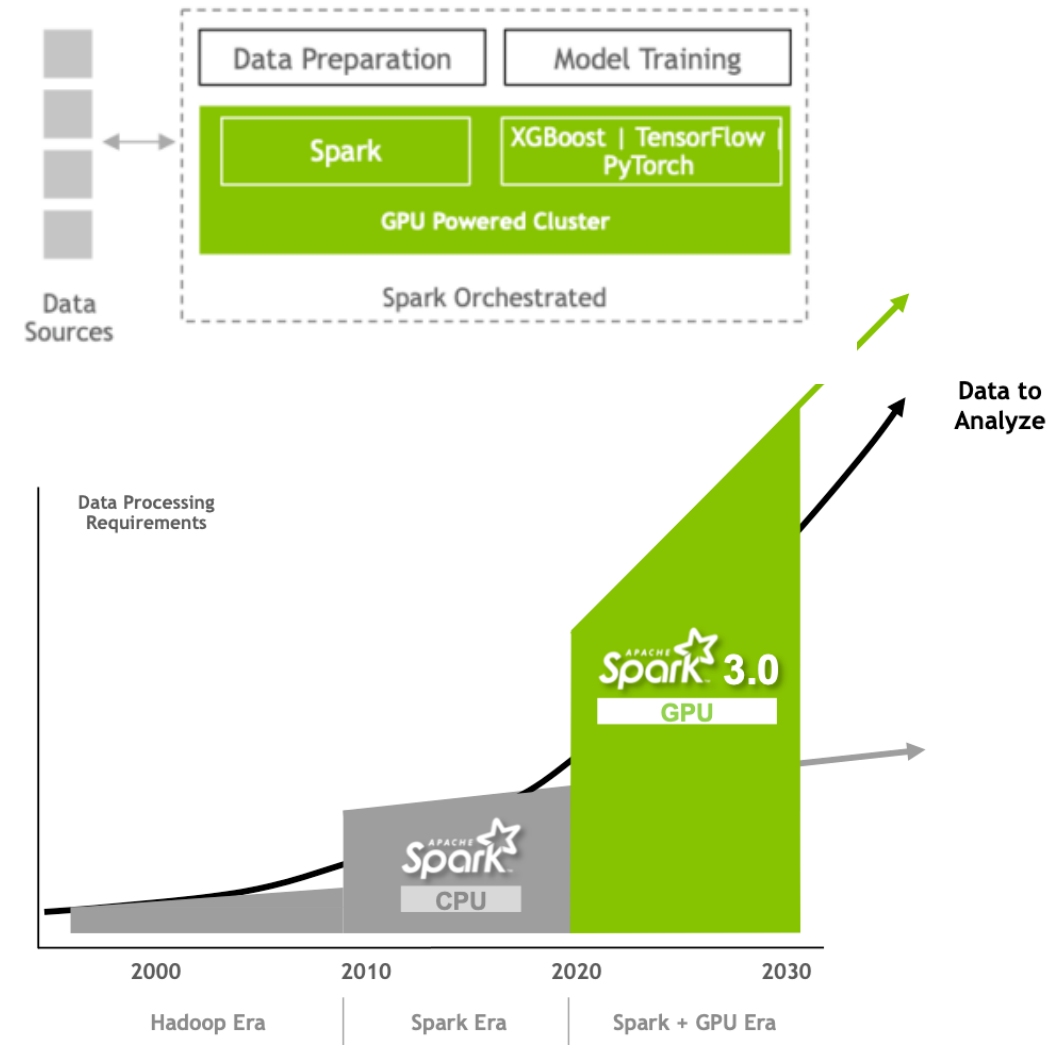 Data Preparation
Model Training
Spark
XGBoost | TensorFlow |
PyTorch
GPU Powered Cluster
Spark Orchestrated
Data
Sources
Data to
Analyze
Data Processing
Requirements
APACHE
Spark™ 3.0
GPU
APACHE
Spark™
CPU
2000
2010
2020
2030
Hadoop Era
Spark Era
Spark + GPU Era